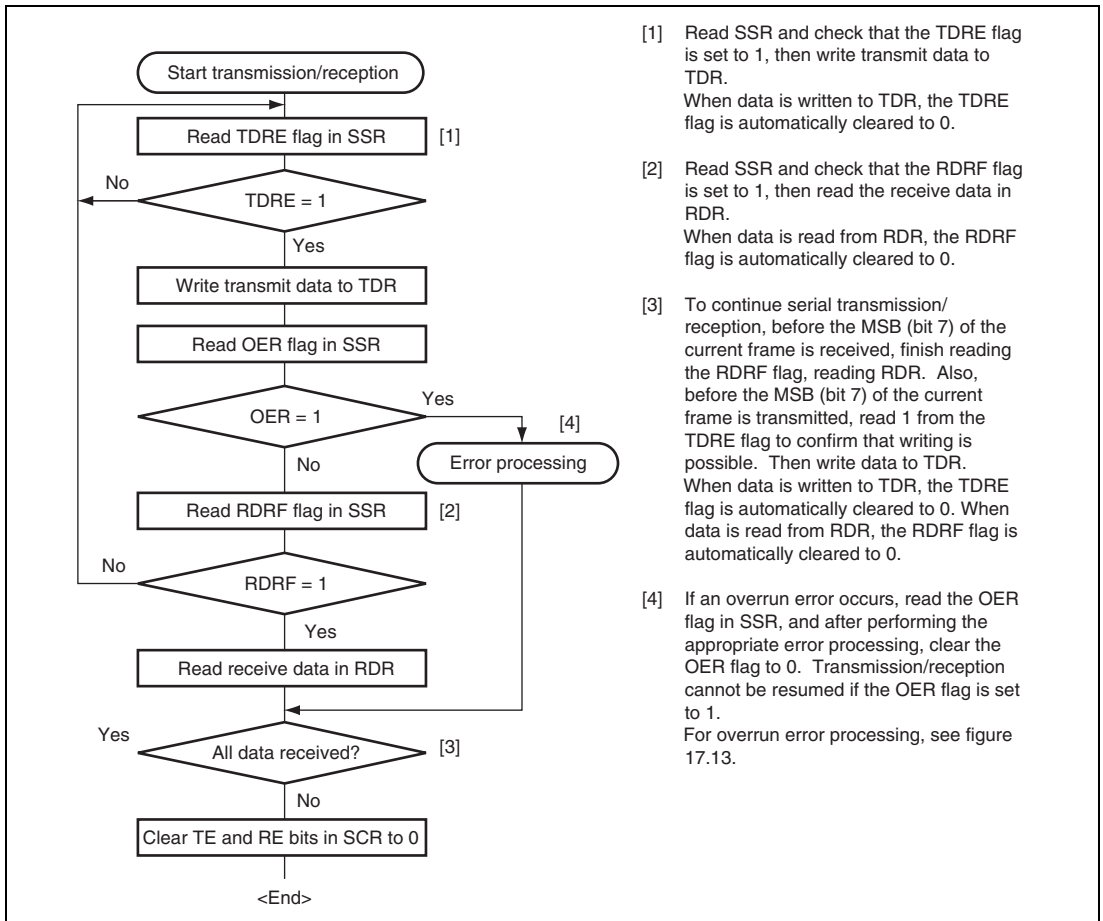 Start transmission/reception
Read TDRE flag in SSR
[1]
No
TDRE = 1
Yes
Write transmit data to TDR
Read OER flag in SSR
Yes
OER = 1
[4]
Error processing
No
Read RDRF flag in SSR
[2]
No
RDRF = 1
Yes
Read receive data in RDR
Yes
All data received?
[3]
No
Clear TE and RE bits in SCR to 0
<End>
[1] Read SSR and check that the TDRE flag
is set to 1, then write transmit data to
TDR.
When data is written to TDR, the TDRE
flag is automatically cleared to 0.
[2] Read SSR and check that the RDRF flag
is set to 1, then read the receive data in
RDR.
When data is read from RDR, the RDRF
flag is automatically cleared to 0.
[3] To continue serial transmission/
reception, before the MSB (bit 7) of the
current frame is received, finish reading
the RDRF flag, reading RDR. Also,
before the MSB (bit 7) of the current
frame is transmitted, read 1 from the
TDRE flag to confirm that writing is
possible. Then write data to TDR.
When data is written to TDR, the TDRE
flag is automatically cleared to 0. When
data is read from RDR, the RDRF flag is
automatically cleared to 0.
[4] If an overrun error occurs, read the OER
flag in SSR, and after performing the
appropriate error processing, clear the
OER flag to 0. Transmission/reception
cannot be resumed if the OER flag is set
to 1.
For overrun error processing, see figure
17.13.